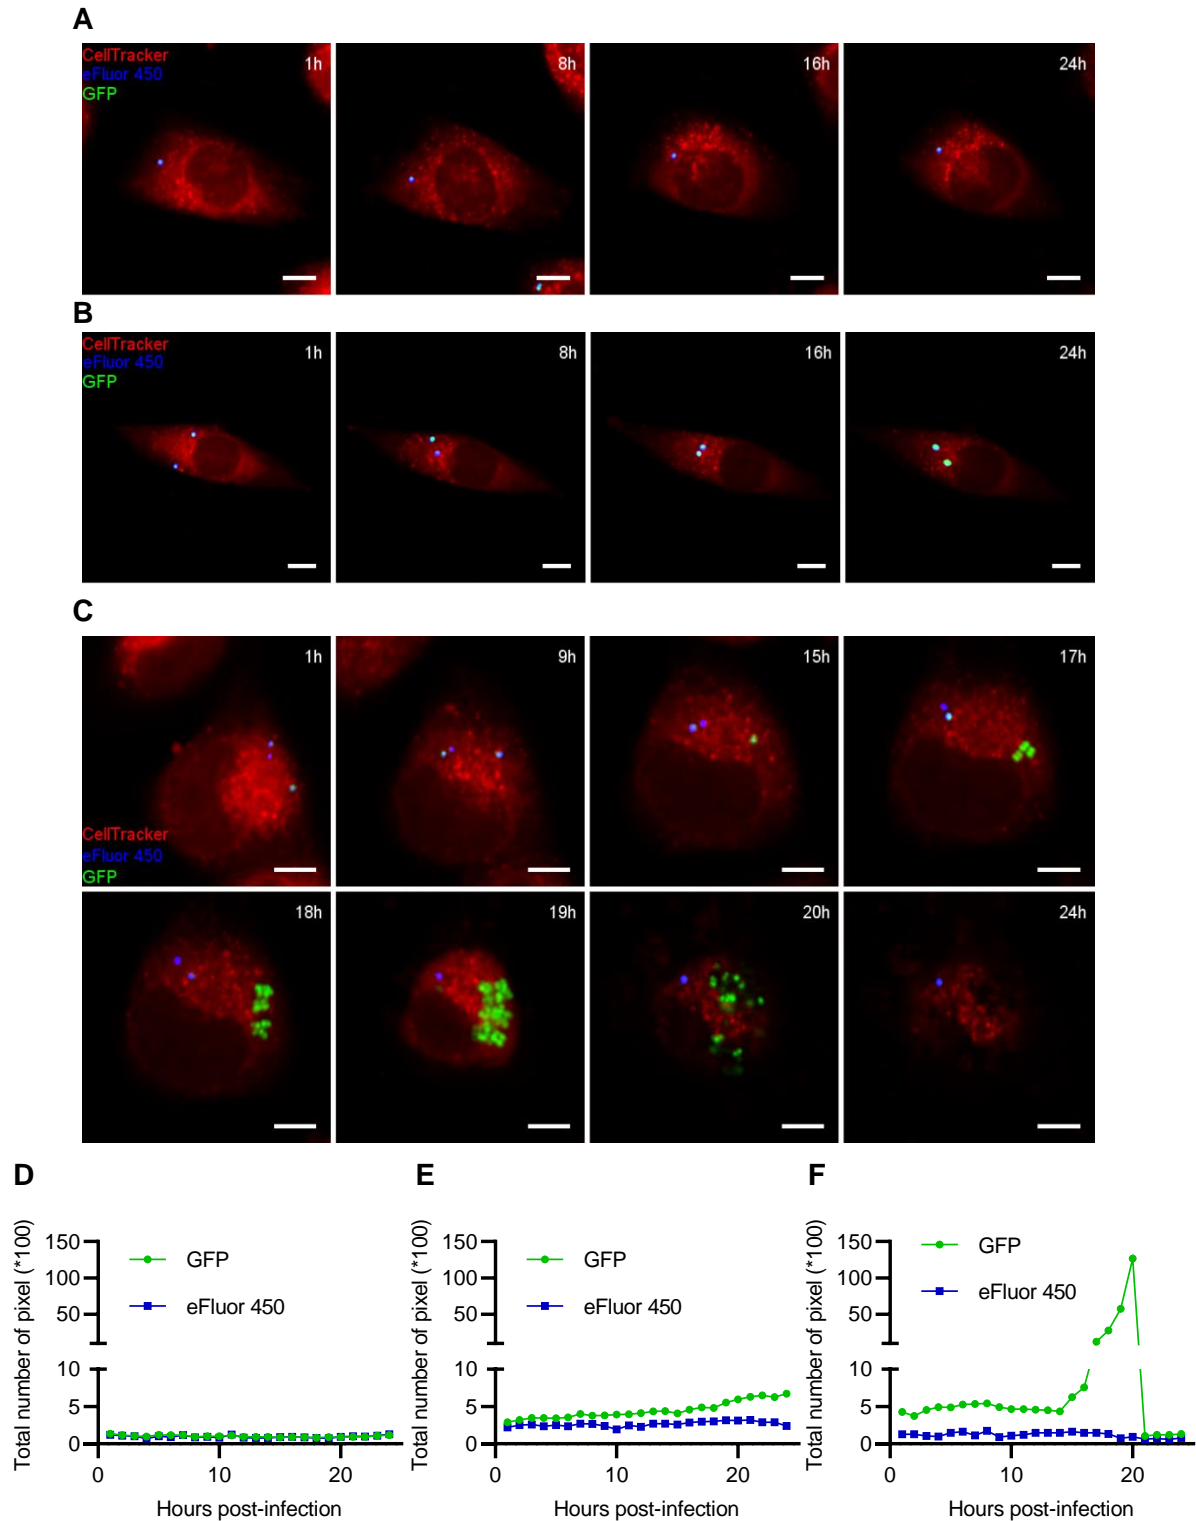 A
CellTracker
eFluor 450
GFP
1h
8h
16h
24h
B
CellTracker
eFluor 450
GFP
1h
8h
16h
24h
C
1h
9h
15h
17h
CellTracker
eFluor 450
GFP
18h
19h
20h
24h
D
E
F
Total number of pixel (*100)
150
100
50
10
5
0
GFP
eFluor 450
0
10
20
Hours post-infection
Total number of pixel (*100)
150
100
50
10
5
0
GFP
eFluor 450
0
10
20
Hours post-infection
Total number of pixel (*100)
150
100
50
10
5
0
GFP
eFluor 450
0
10
20
Hours post-infection